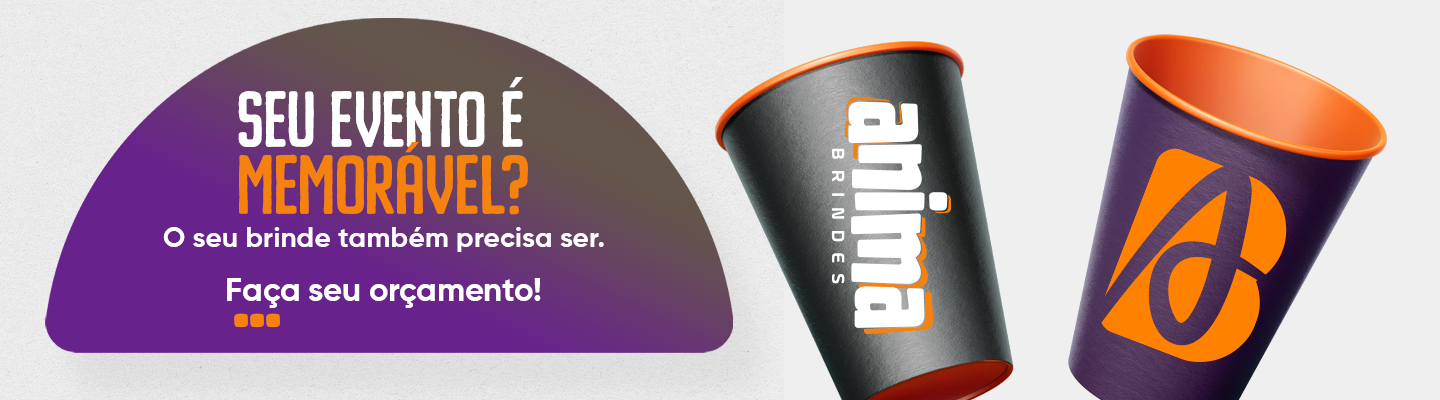 SEU EVENTO É
MEMORÁVEL?
O seu brinde também precisa ser.
Faça seu orçamento!
anima
BRINDES